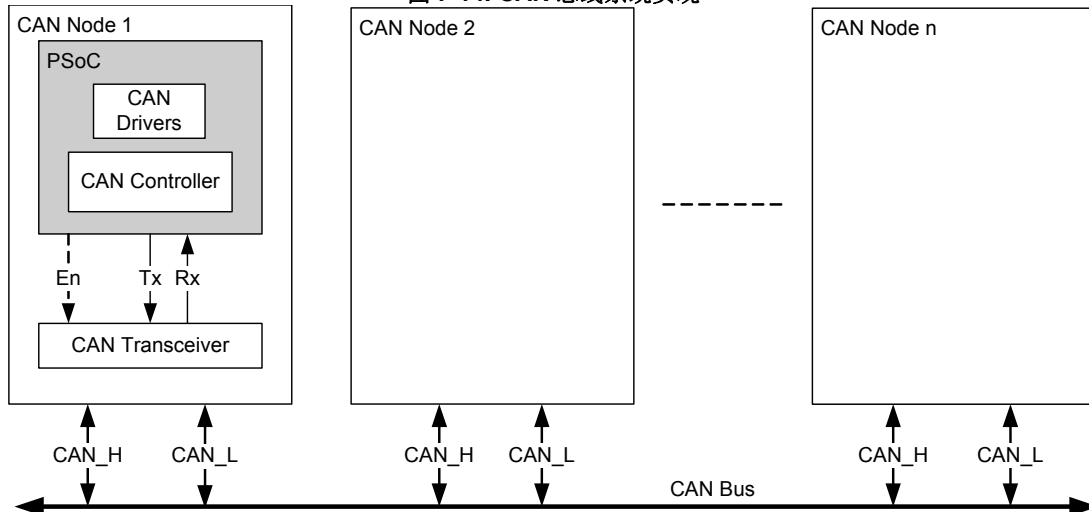 CAN Node 1
PSoC
CAN
Drivers
CAN Controller
En
Tx
Rx
CAN Transceiver
CAN_H
CAN_L
CAN Node 2
CAN_H
CAN_L
CAN Node n
CAN_H
CAN_L
CAN Bus